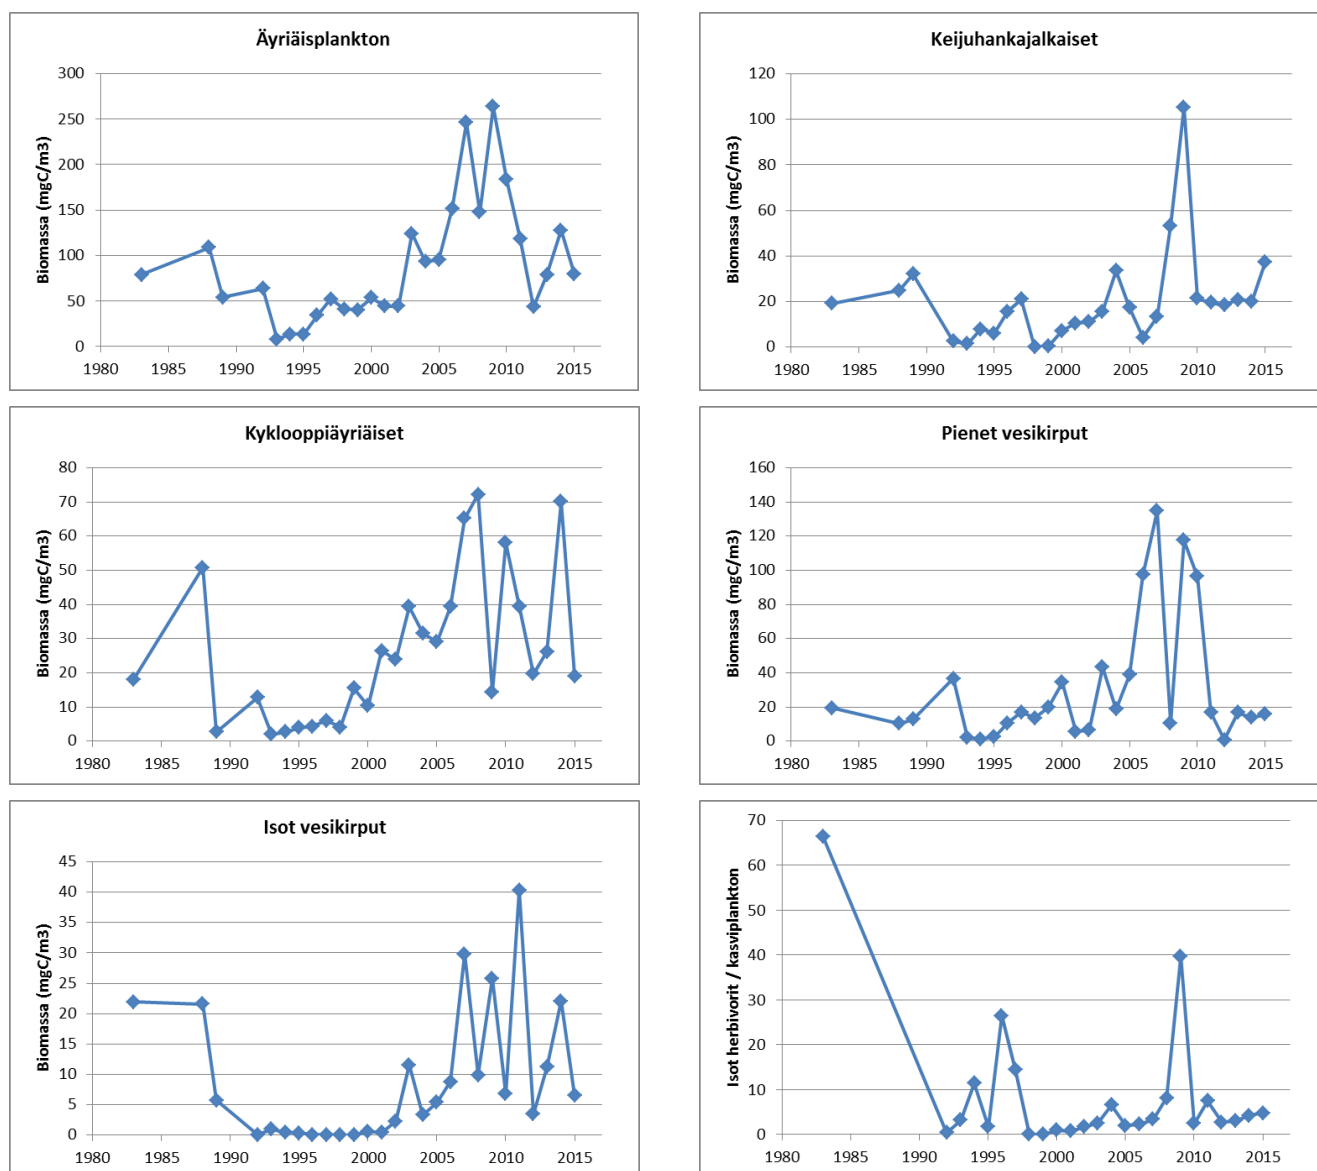 Äyriäisplankton
Biomassa (mgC/m3)
300
250
200
150
100
50
0
1980 1985 1990 1995 2000 2005 2010 2015
Keijuhankajalkaiset
Biomassa (mgC/m3)
120
100
80
60
40
20
0
1980 1985 1990 1995 2000 2005 2010 2015
Kyklooppiäyriäiset
Biomassa (mgC/m3)
80
70
60
50
40
30
20
10
0
1980 1985 1990 1995 2000 2005 2010 2015
Pienet vesikirput
Biomassa (mgC/m3)
160
140
120
100
80
60
40
20
0
1980 1985 1990 1995 2000 2005 2010 2015
Isot vesikirput
Biomassa (mgC/m3)
45
40
35
30
25
20
15
10
5
0
1980 1985 1990 1995 2000 2005 2010 2015
Isot herbivorit / kasviplankton
70
60
50
40
30
20
10
0
1980 1985 1990 1995 2000 2005 2010 2015